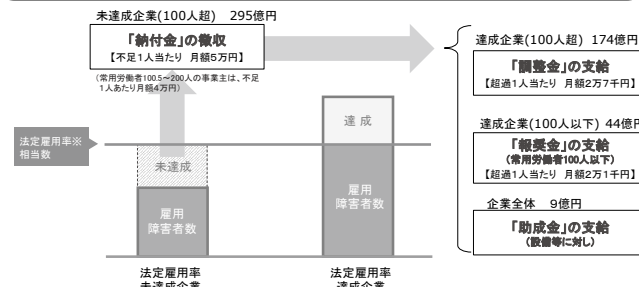 未達成企業(100人超) 295億円
「納付金」の徴収
【不足1人当たり 月額5万円】
(常用労働者100.5~200人の事業主は、不足
1人あたり月額4万円)
法定雇用率※
相当数
未達成
雇用
障害者数
法定雇用率
未達成企業
達 成
雇用
障害者数
法定雇用率
達成企業
達成企業(100人超) 174億円
「調整金」の支給
【超過1人当たり 月額2万7千円】
達成企業(100人以下) 44億円
「報奨金」の支給
(常用労働者100人以下)
【超過1人当たり 月額2万1千円】
企業全体 9億円
「助成金」の支給
(設備等に対し)